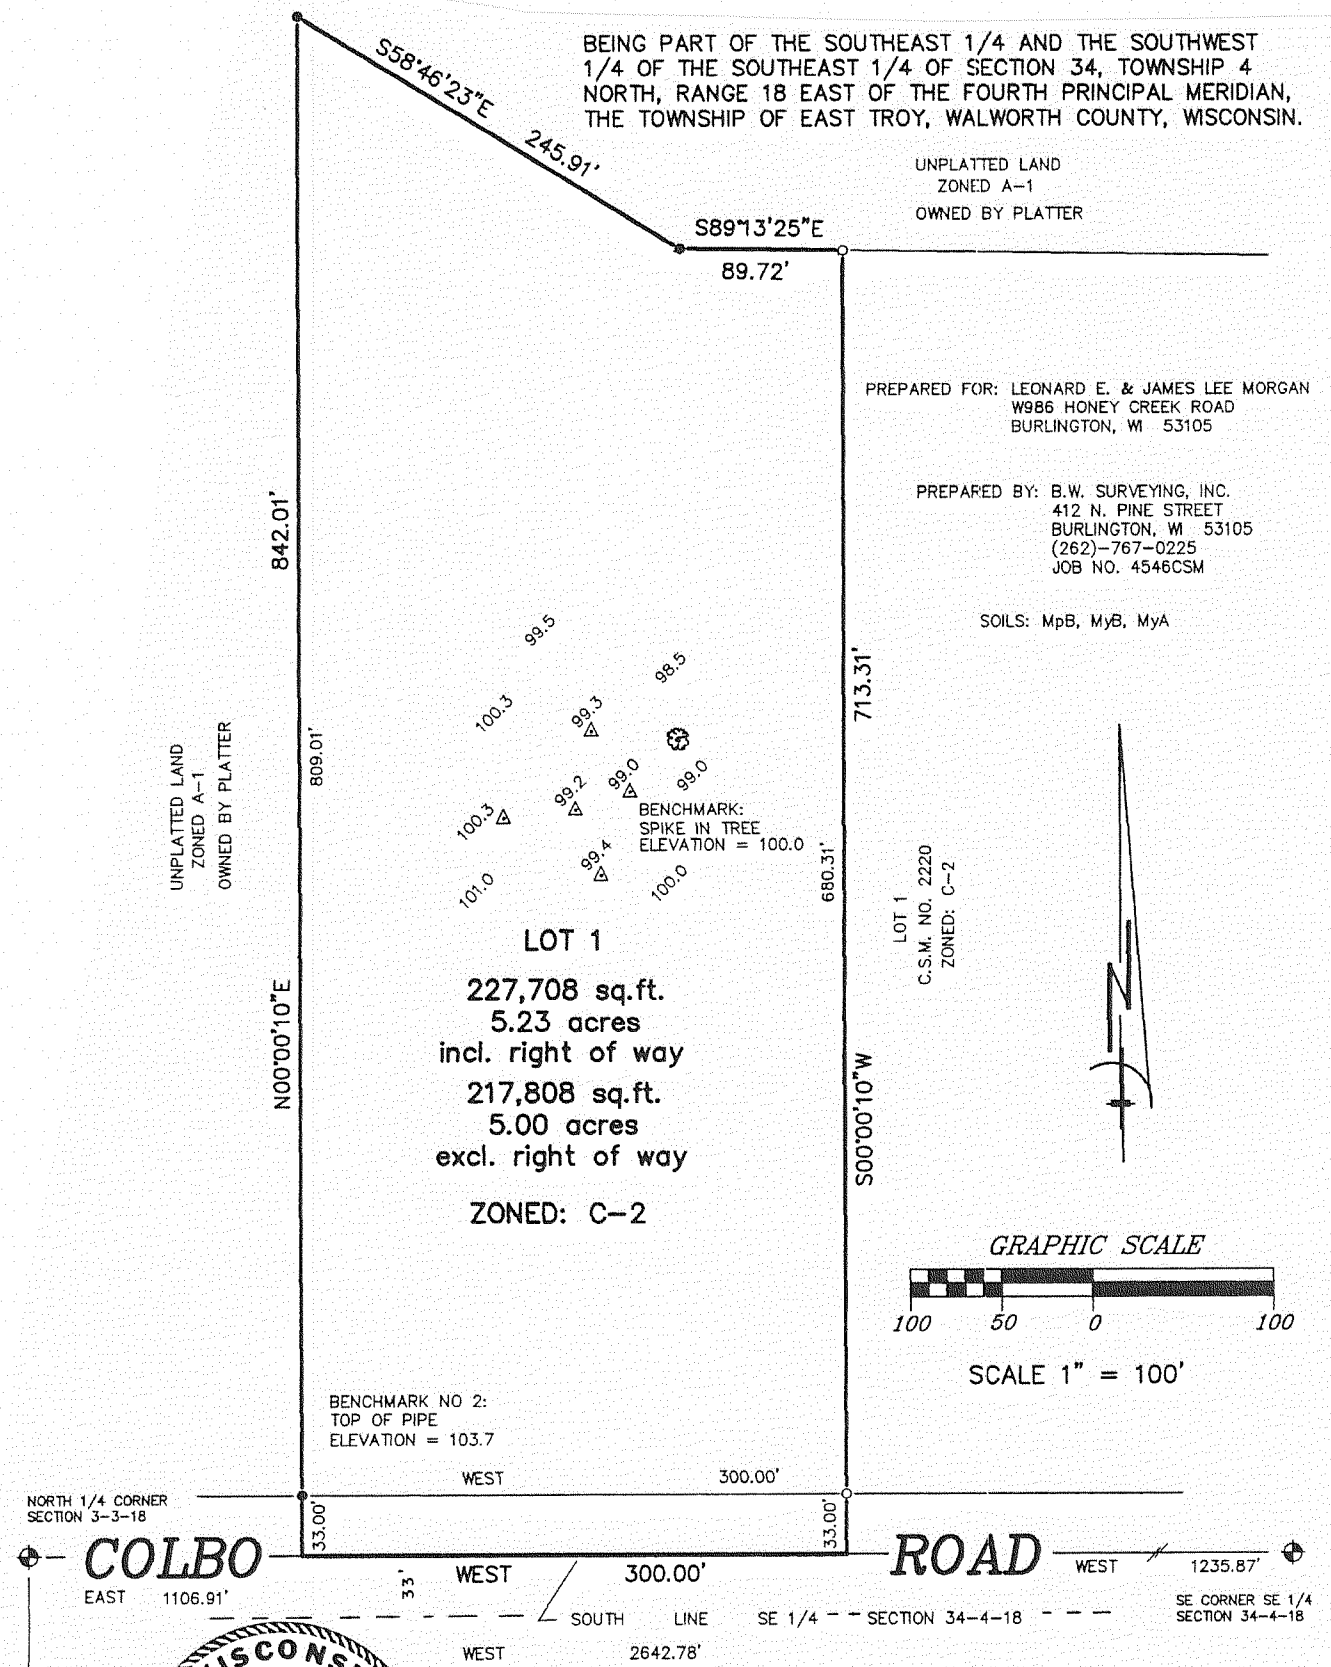 BEING PART OF THE SOUTHEAST 1/4 AND THE SOUTHWEST
1/4 OF THE SOUTHEAST 1/4 OF SECTION 34, TOWNSHIP 4
NORTH, RANGE 18 EAST OF THE FOURTH PRINCIPAL MERIDIAN,
THE TOWNSHIP OF EAST TROY, WALWORTH COUNTY, WISCONSIN.
S58°46'23"E
245.91'
UNPLATTED LAND
ZONED A-1
OWNED BY PLATTER
S89°13'25"E
89.72'
PREPARED FOR: LEONARD E. & JAMES LEE MORGAN
W986 HONEY CREEK ROAD
BURLINGTON, WI 53105
PREPARED BY: B.W. SURVEYING, INC.
412 N. PINE STREET
BURLINGTON, WI 53105
(262)-767-0225
JOB NO. 4546CSM
SOILS: MpB, MyB, MyA
842.01'
809.01'
N00°00'10"E
UNPLATTED LAND
ZONED A-1
OWNED BY PLATTER
99.5
98.5
100.3
99.3
99.0
99.0
99.2
100.3
99.4
101.0
100.0
BENCHMARK:
SPIKE IN TREE
ELEVATION = 100.0
713.31'
680.31'
S00°00'10"W
LOT 1
C.S.M. NO. 2220
ZONED: C-2
LOT 1
227,708 sq.ft.
5.23 acres
incl. right of way
217,808 sq.ft.
5.00 acres
excl. right of way
ZONED: C-2
N
GRAPHIC SCALE
100 50 0 100
SCALE 1" = 100'
BENCHMARK NO 2:
TOP OF PIPE
ELEVATION = 103.7
WEST 300.00'
NORTH 1/4 CORNER
SECTION 3-3-18
33.00'
33.00'
COLBO ROAD
WEST 1235.87'
EAST 1106.91'
33'
WEST 300.00'
SE CORNER SE 1/4
SECTION 34-4-18
SOUTH LINE SE 1/4 SECTION 34-4-18
WEST 2642.78'